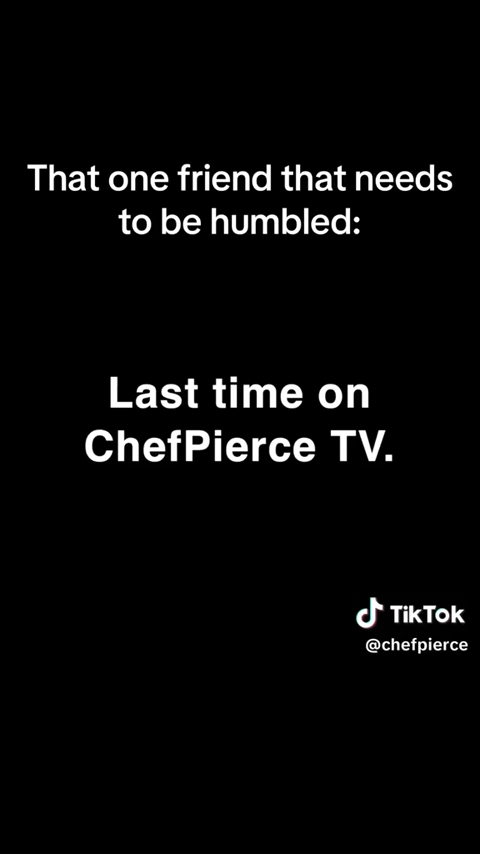 That one friend that needs
to be humbled:
Last time on
ChefPierce TV.
TikTok
@chefpierce